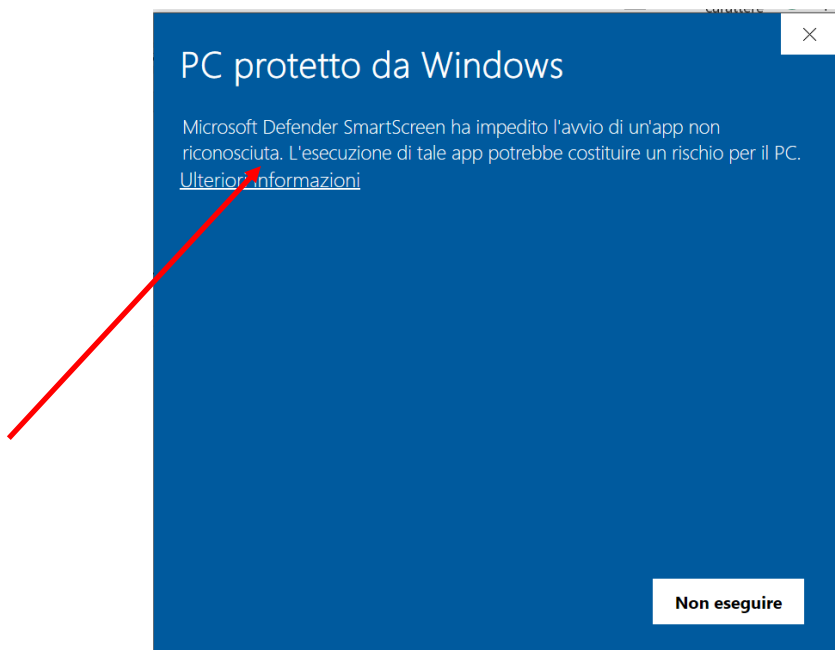 PC protetto da Windows
Microsoft Defender SmartScreen ha impedito l'avvio di un'app non
riconosciuta. L'esecuzione di tale app potrebbe costituire un rischio per il PC.
Ulteriori informazioni
Non eseguire